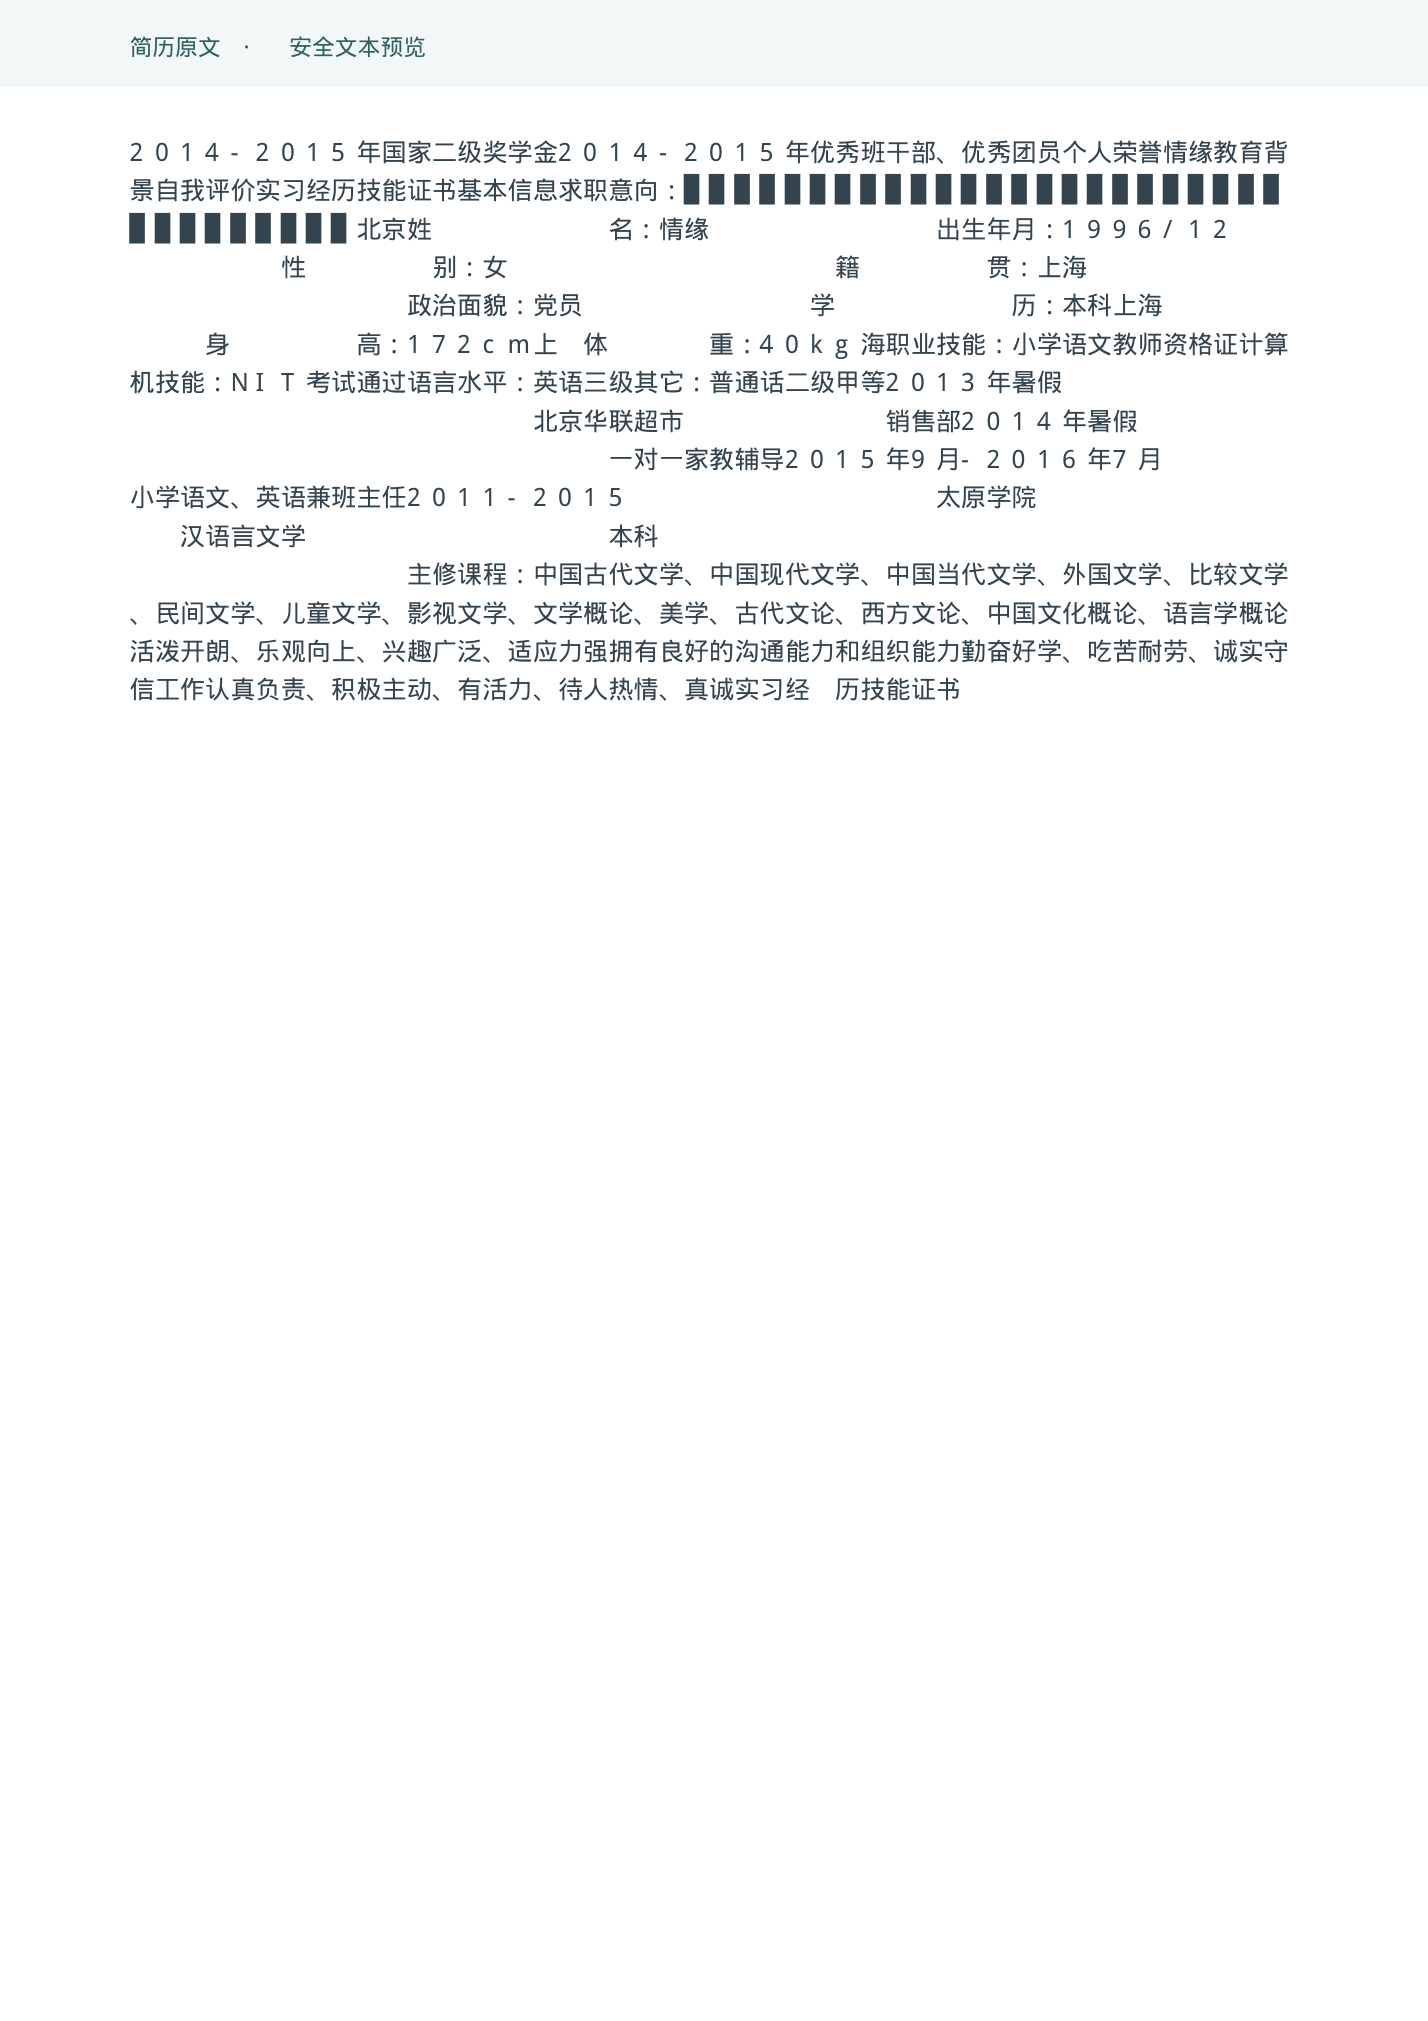 简历原文 · 安全文本预览
2014-2015年国家二级奖学金2014-2015年优秀班干部、优秀团员个人荣誉情缘教育背
景自我评价实习经历技能证书基本信息求职意向:████████████████████████
█████████北京姓 名:情缘 出生年月:1996/12
性 别:女 籍 贯:上海
政治面貌:党员 学 历:本科上海
身 高:172cm上 体 重:40kg海职业技能:小学语文教师资格证计算
机技能:NIT考试通过语言水平:英语三级其它:普通话二级甲等2013年暑假
北京华联超市 销售部2014年暑假
一对一家教辅导2015年9月-2016年7月
小学语文、英语兼班主任2011-2015 太原学院
汉语言文学 本科
主修课程:中国古代文学、中国现代文学、中国当代文学、外国文学、比较文学
、民间文学、儿童文学、影视文学、文学概论、美学、古代文论、西方文论、中国文化概论、语言学概论
活泼开朗、乐观向上、兴趣广泛、适应力强拥有良好的沟通能力和组织能力勤奋好学、吃苦耐劳、诚实守
信工作认真负责、积极主动、有活力、待人热情、真诚实习经 历技能证书